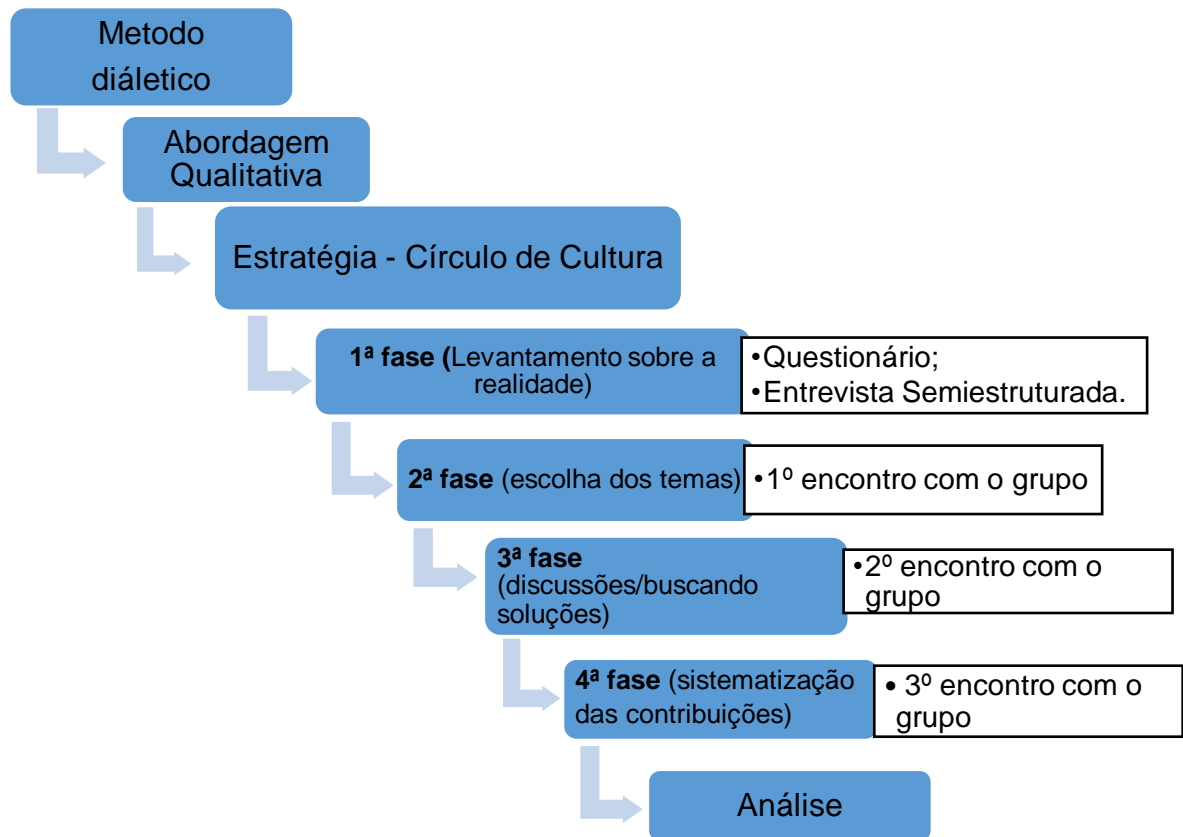 Metodo
diáletico
Abordagem
Qualitativa
Estratégia - Círculo de Cultura
1ª fase (Levantamento sobre a
realidade)
•Questionário;
•Entrevista Semiestruturada.
2ª fase (escolha dos temas)
•1º encontro com o grupo
3ª fase
(discussões/buscando
soluções)
•2º encontro com o
grupo
4ª fase (sistematização
das contribuições)
• 3º encontro com o
grupo
Análise